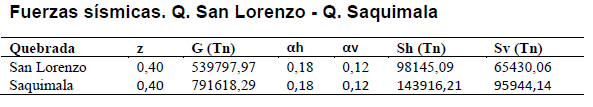 Fuerzas sísmicas. Q. San Lorenzo - Q. Saquimala
Quebrada z G (Tn) αh αv Sh (Tn) Sv (Tn)
San Lorenzo 0,40 539797,97 0,18 0,12 98145,09 65430,06
Saquimala 0,40 791618,29 0,18 0,12 143916,21 95944,14